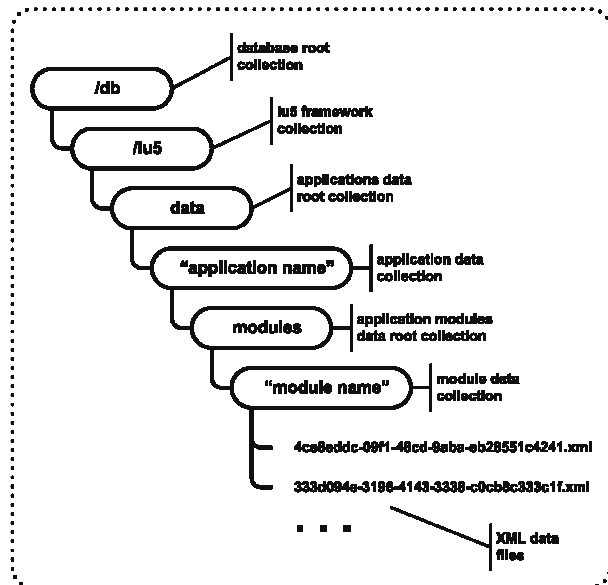 database root
collection
/db
lu5 framework
collection
/lu5
applications data
root collection
data
application data
collection
“application name”
application modules
data root collection
modules
module data
collection
“module name”
4ce6eddc-09f1-48cd-9aba-eb28551c4241.xml
333d094e-3196-4143-3338-c0cb8c333c1f.xml
. . .
XML data
files